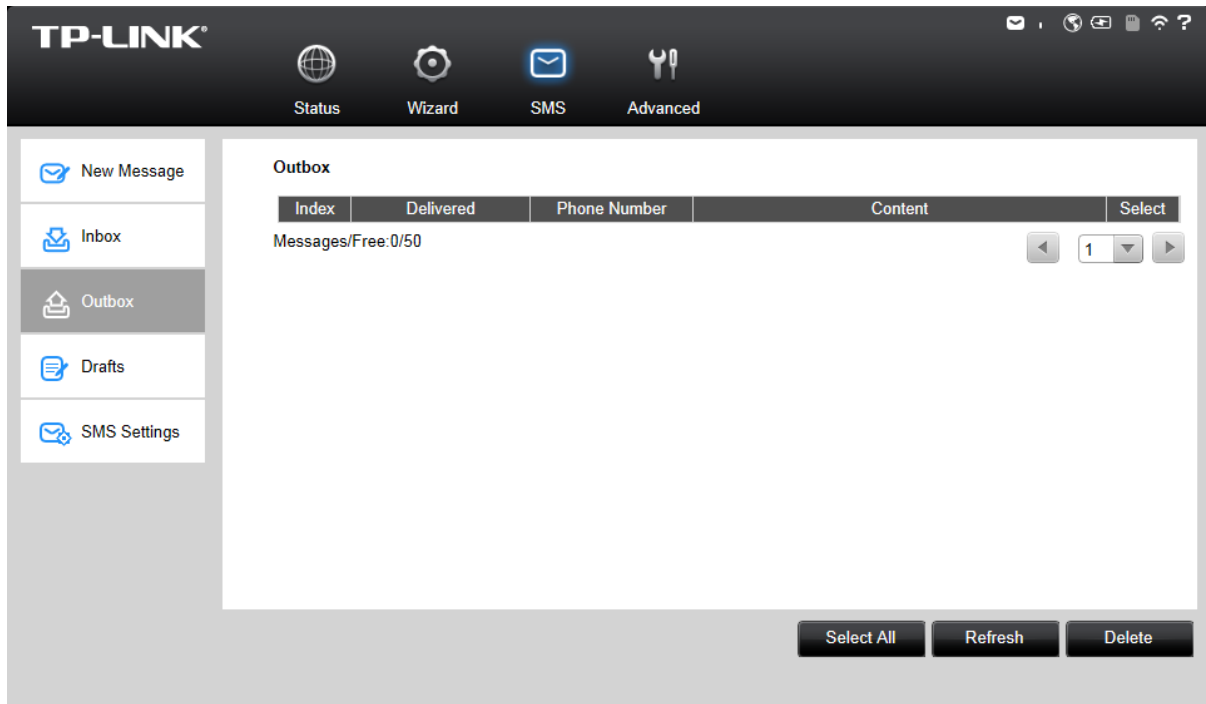 TP-LINK®
?
Status Wizard SMS Advanced
New Message
Inbox
Outbox
Drafts
SMS Settings
Outbox
Index Delivered Phone Number Content Select
Messages/Free:0/50
1
Select All Refresh Delete